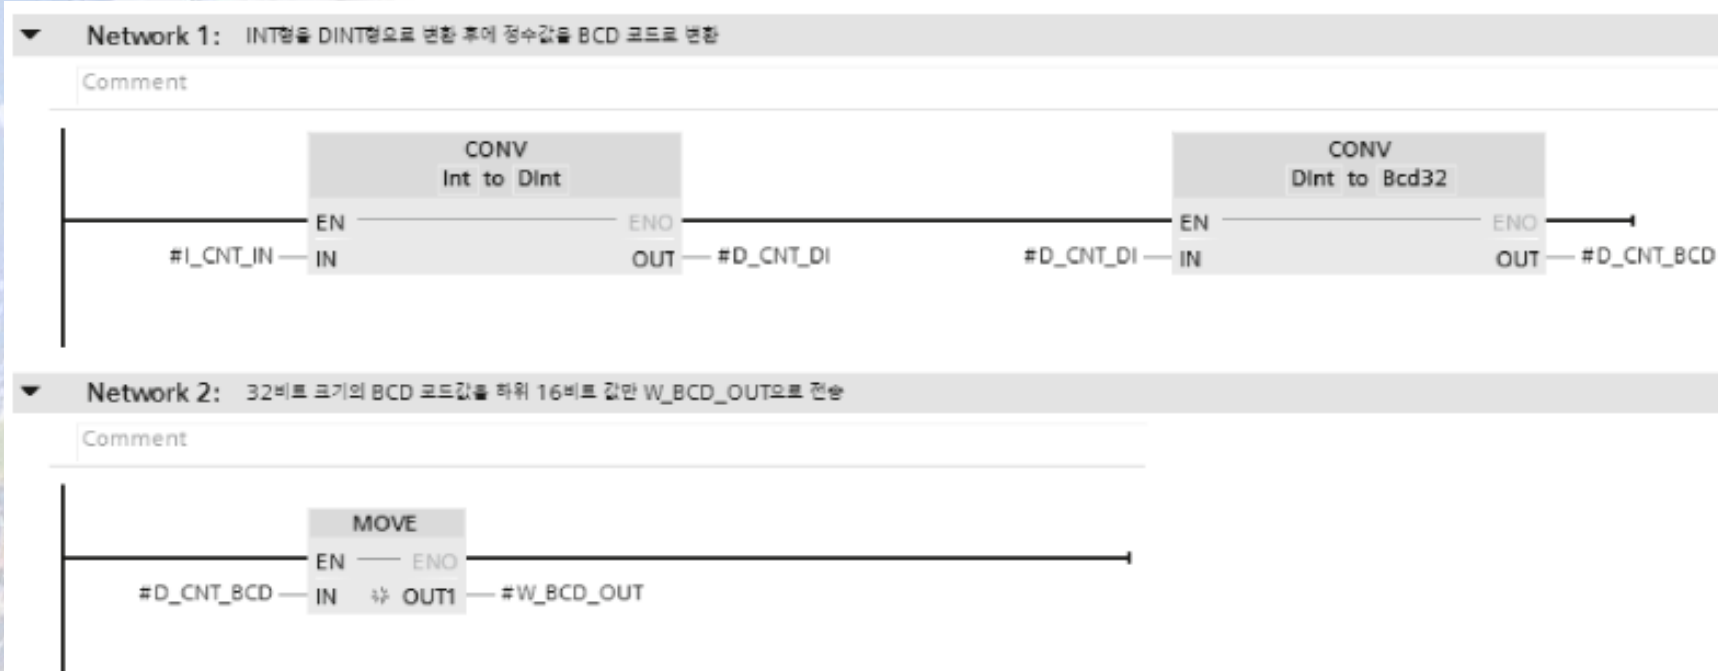 Network 1: INT형을 DINT형으로 변환 후에 정수값을 BCD 코드로 변환
Comment
CONV CONV
Int to DInt DInt to Bcd32
EN ENO EN ENO
#I_CNT_IN IN OUT #D_CNT_DI #D_CNT_DI IN OUT #D_CNT_BCD
Network 2: 32비트 크기의 BCD 코드값을 하위 16비트 값만 W_BCD_OUT으로 전송
Comment
MOVE
EN ENO
#D_CNT_BCD IN OUT1 #W_BCD_OUT